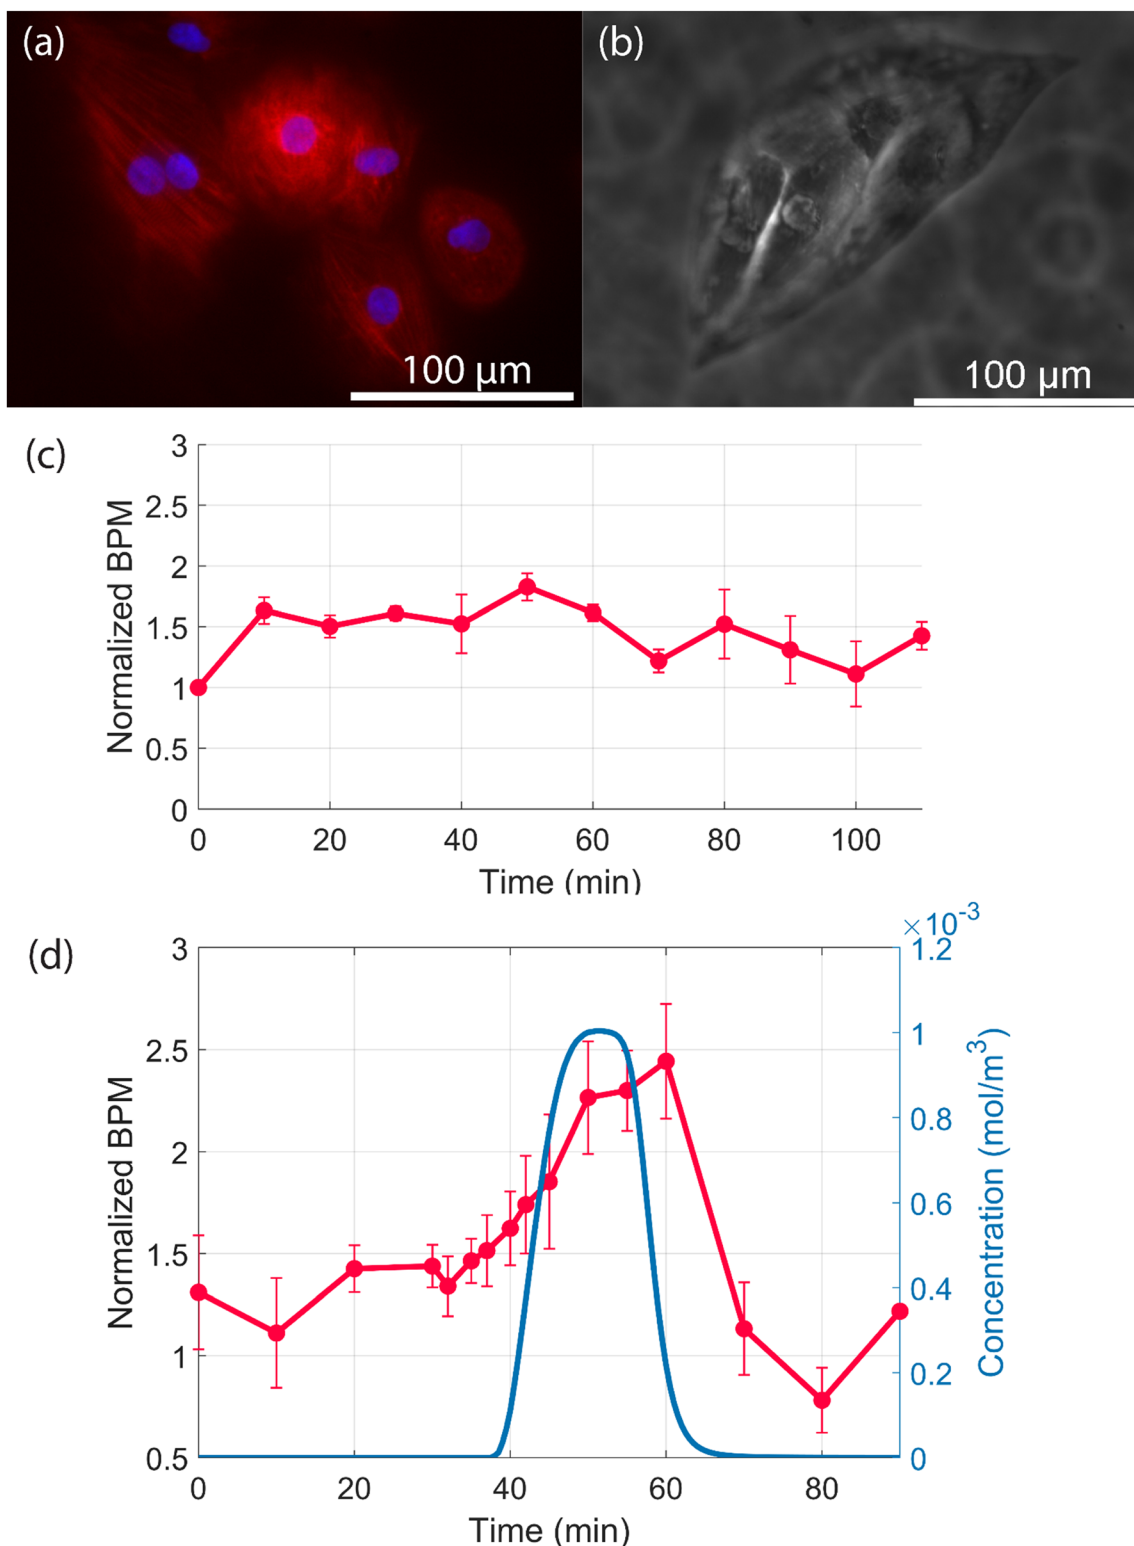 (a)
100 µm
(b)
100 µm
(c)
Normalized BPM
3
2.5
2
1.5
1
0.5
0
0 20 40 60 80 100
Time (min)
(d)
×10-3
Normalized BPM
3
2.5
2
1.5
1
0.5
1.2
1
0.8
0.6
0.4
0.2
0
Concentration (mol/m3)
0 20 40 60 80
Time (min)